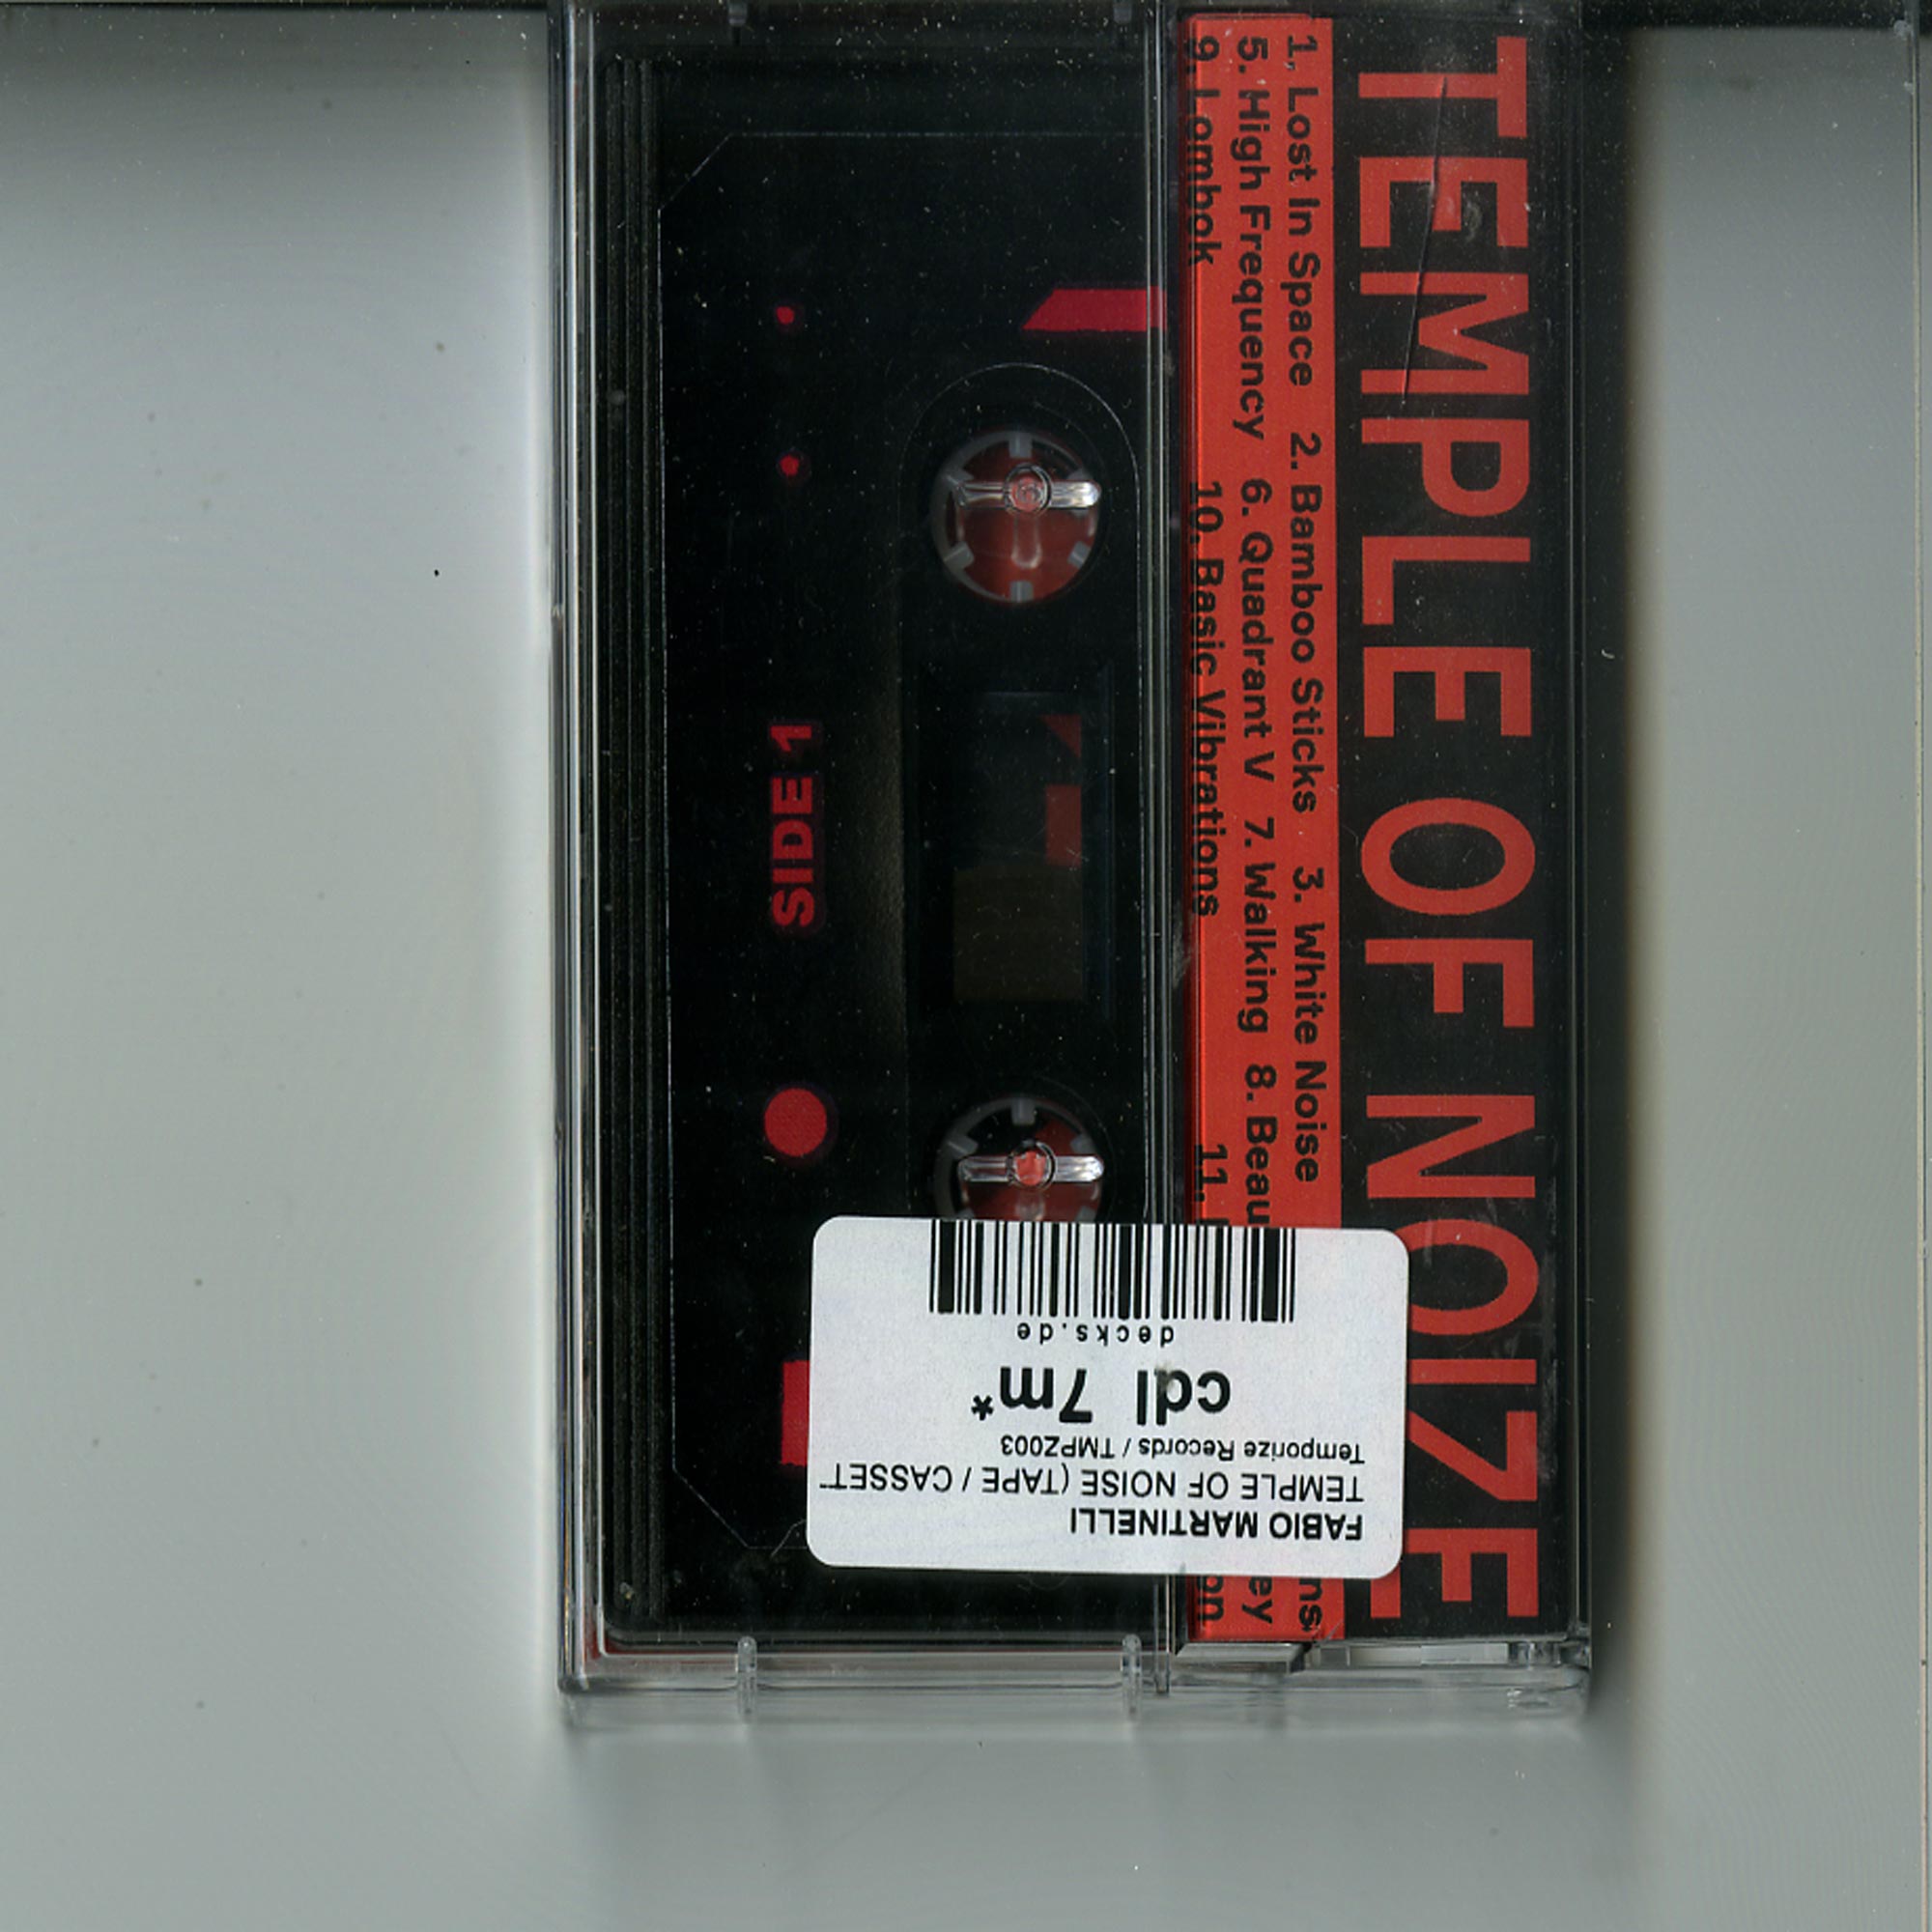 TEMPLE OF NOIZE
1. Lost In Space 2. Bamboo Sticks 3. White Noise
5. High Frequency 6. Quadrant V 7. Walking 8.
9. Lombok 10. Basic Vibrations 11.
SIDE 1
FABIO MARTINELLI
TEMPLE OF NOISE (TAPE / CASSET
Temporize Records / TMPZ003
cdl 7m*
decks.de